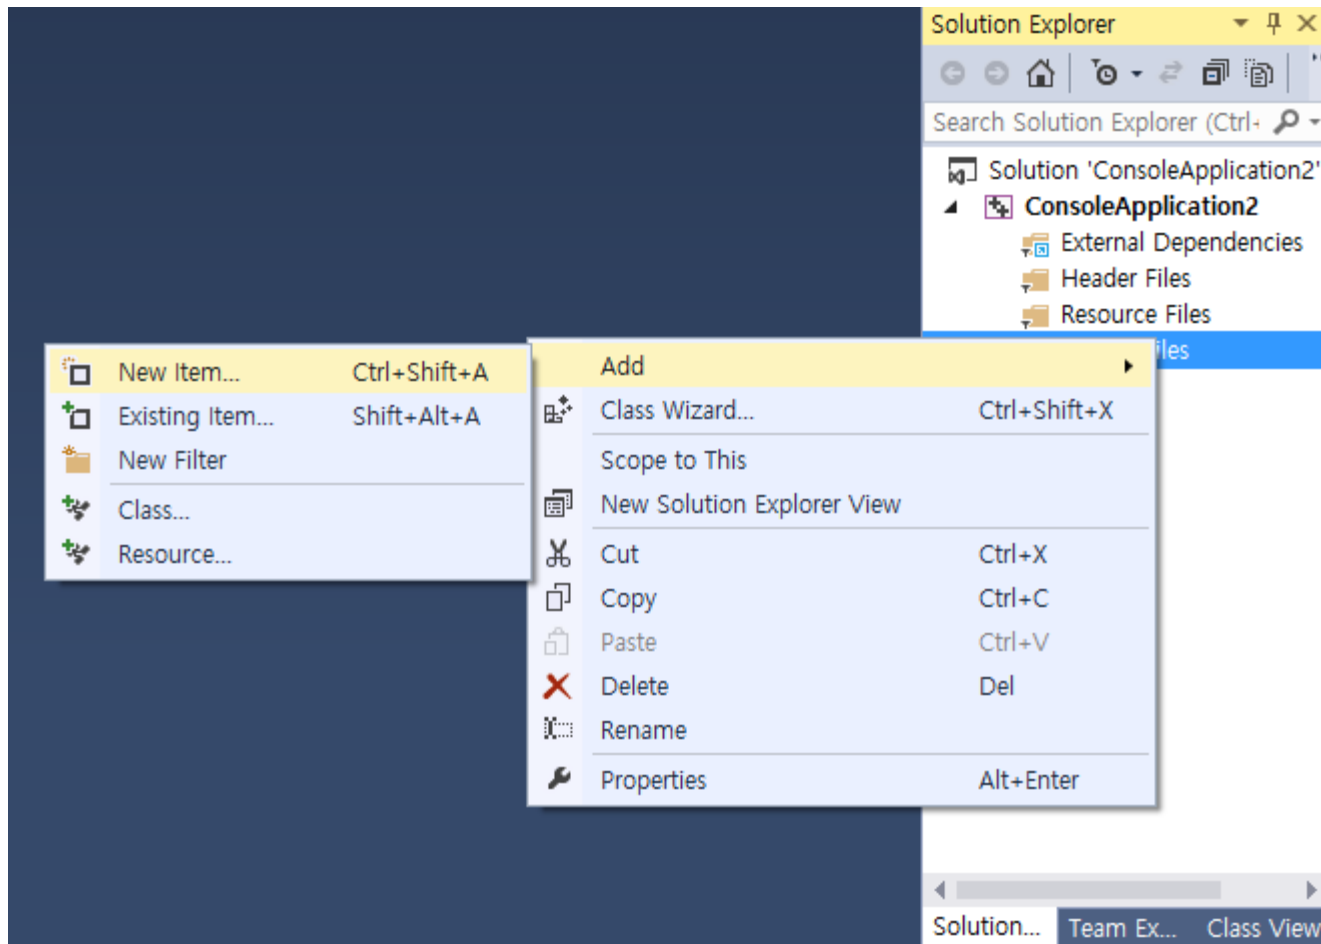 Solution Explorer
Search Solution Explorer (Ctrl+
Solution 'ConsoleApplication2'
ConsoleApplication2
External Dependencies
Header Files
Resource Files
iles
New Item... Ctrl+Shift+A
Existing Item... Shift+Alt+A
New Filter
Class...
Resource...
Add
Class Wizard... Ctrl+Shift+X
Scope to This
New Solution Explorer View
Cut Ctrl+X
Copy Ctrl+C
Paste Ctrl+V
Delete Del
Rename
Properties Alt+Enter
Solution... Team Ex... Class View